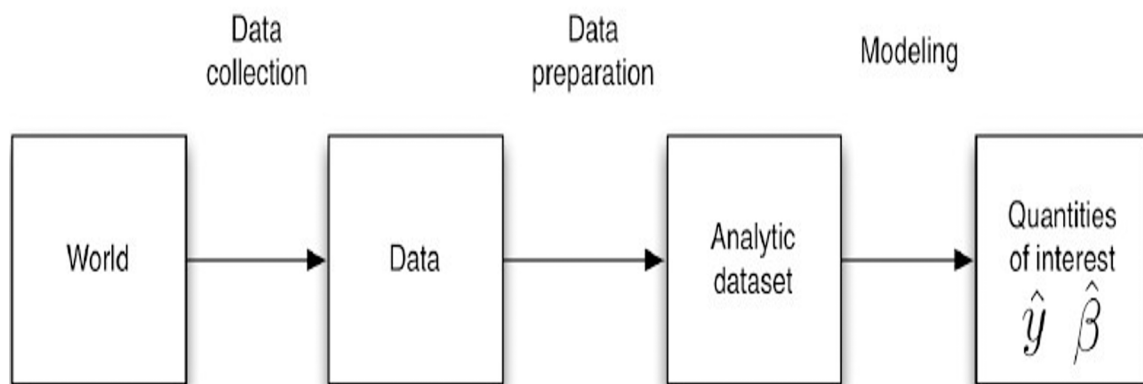 Data
collection
Data
preparation
Modeling
World
Data
Analytic
dataset
Quantities
of interest
ŷ β̂